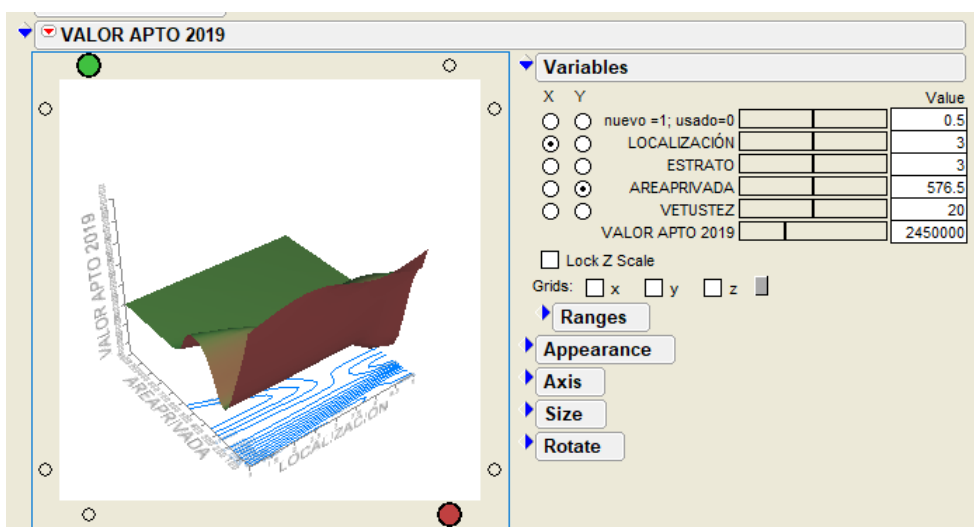 VALOR APTO 2019
VALOR APTO 2019
AREAPRIVADA
LOCALIZACIÓN
Variables
X Y Value
nuevo =1; usado=0 0.5
LOCALIZACIÓN 3
ESTRATO 3
AREAPRIVADA 576.5
VETUSTEZ 20
VALOR APTO 2019 2450000
Lock Z Scale
Grids: x y z
Ranges
Appearance
Axis
Size
Rotate